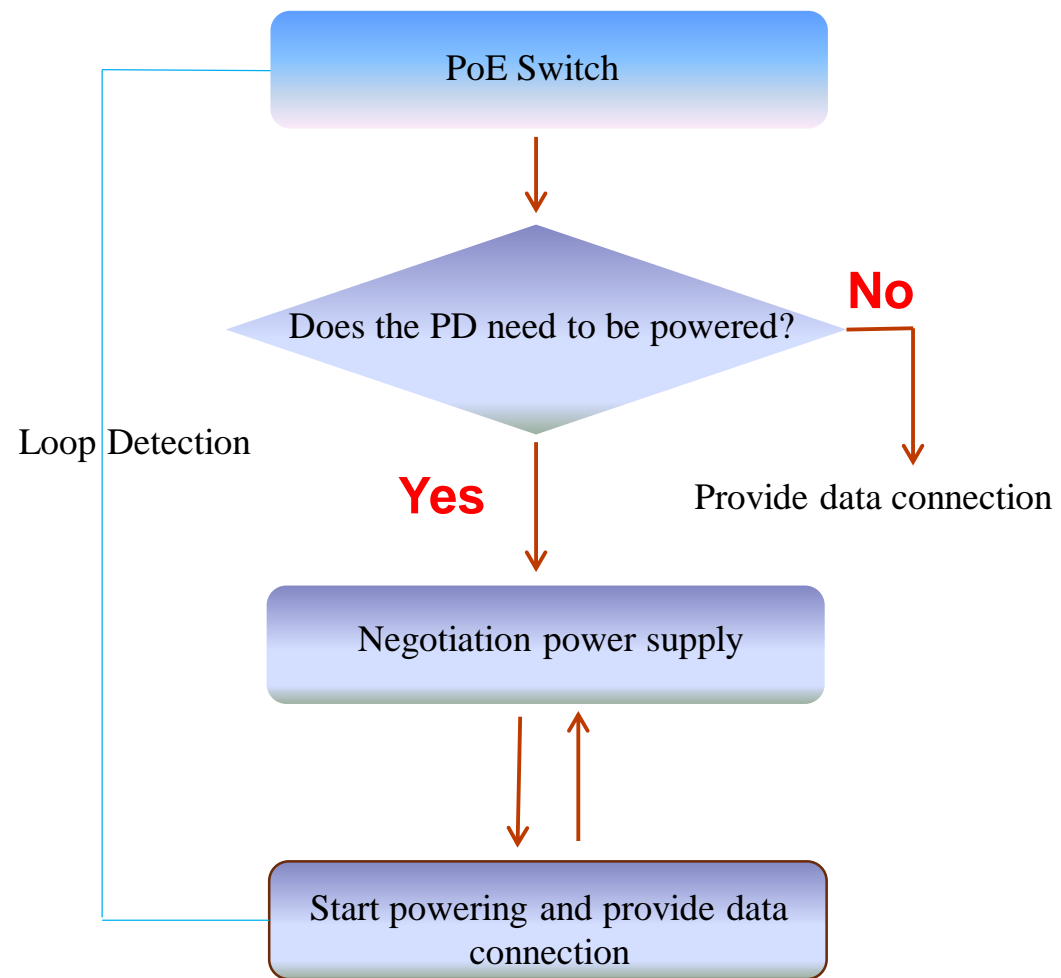 PoE Switch
Does the PD need to be powered?
No
Loop Detection
Yes
Provide data connection
Negotiation power supply
Start powering and provide data
connection